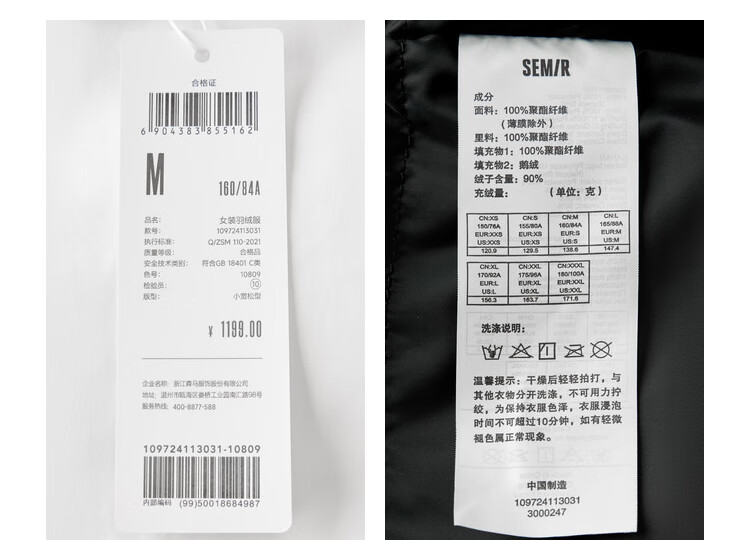 合格证
6 904383 855162
M
160/84A
品名: 女装羽绒服
款号: 109724113031
执行标准: Q/ZSM 110-2021
质量等级: 合格品
安全技术类别: 符合GB 18401 C类
色号: 10809
检验员: 10
版型: 小宽松型
¥ 1199.00
企业名称: 浙江森马服饰股份有限公司
地址: 温州市瓯海区娄桥工业园南汇路98号
服务热线: 400-8877-588
109724113031-10809
内部编码 (99)50018684987
SEM/R
成分
面料: 100%聚酯纤维
(薄膜除外)
里料: 100%聚酯纤维
填充物1: 100%聚酯纤维
填充物2: 鹅绒
绒子含量: 90%
充绒量: (单位: 克)
CN:XS CN:S CN:M CN:L
150/76A 155/80A 160/84A 165/88A
EUR:XXS EUR:XS EUR:S EUR:M
US:XXS US:XS US:S US:M
120.9 129.5 138.6 147.4
CN:XL CN:XXL CN:XXXL
170/92A 175/96A 180/100A
EUR:L EUR:XL EUR:XXL
US:L US:XL US:XXL
156.3 163.7 171.6
洗涤说明:
温馨提示: 干燥后轻轻拍打, 与
其他衣物分开洗涤, 不可用力拧
绞, 为保持衣服色泽, 衣服浸泡
时间不可超过10分钟, 如有轻微
褪色属正常现象。
中国制造
109724113031
3000247